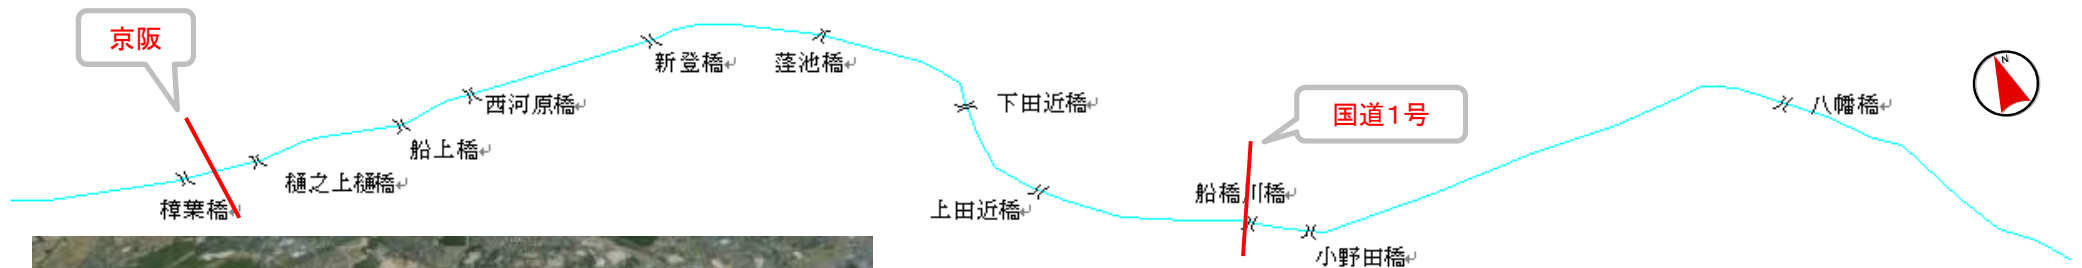 京阪
新登橋
蓬池橋
西河原橋
下田近橋
国道1号
八幡橋
N
船上橋
樋之上樋橋
樟葉橋
上田近橋
船橋川橋
小野田橋